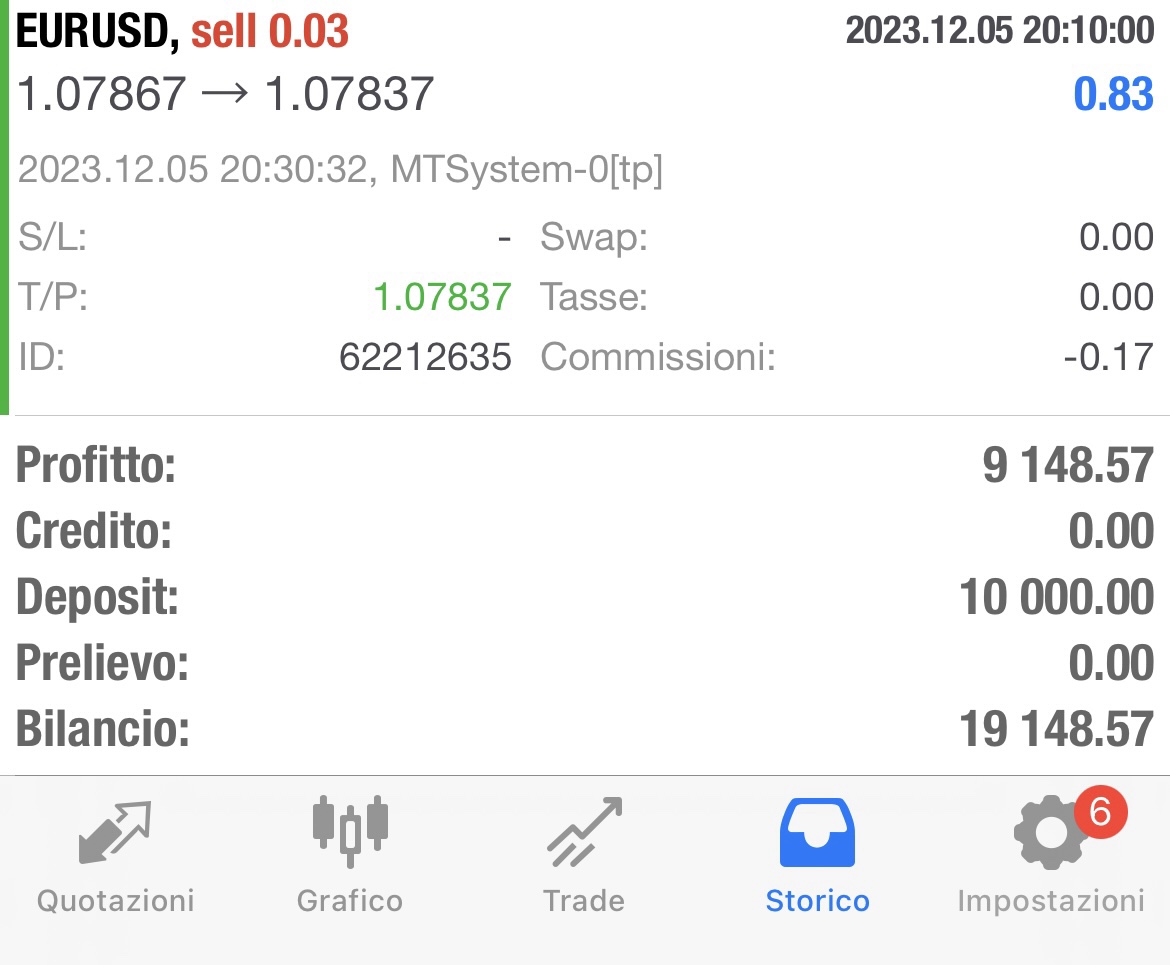 EURUSD, sell 0.03 2023.12.05 20:10:00
1.07867 → 1.07837 0.83
2023.12.05 20:30:32, MTSystem-0[tp]
S/L: - Swap: 0.00
T/P: 1.07837 Tasse: 0.00
ID: 62212635 Commissioni: -0.17
Profitto: 9 148.57
Credito: 0.00
Deposit: 10 000.00
Prelievo: 0.00
Bilancio: 19 148.57
6
Quotazioni Grafico Trade Storico Impostazioni